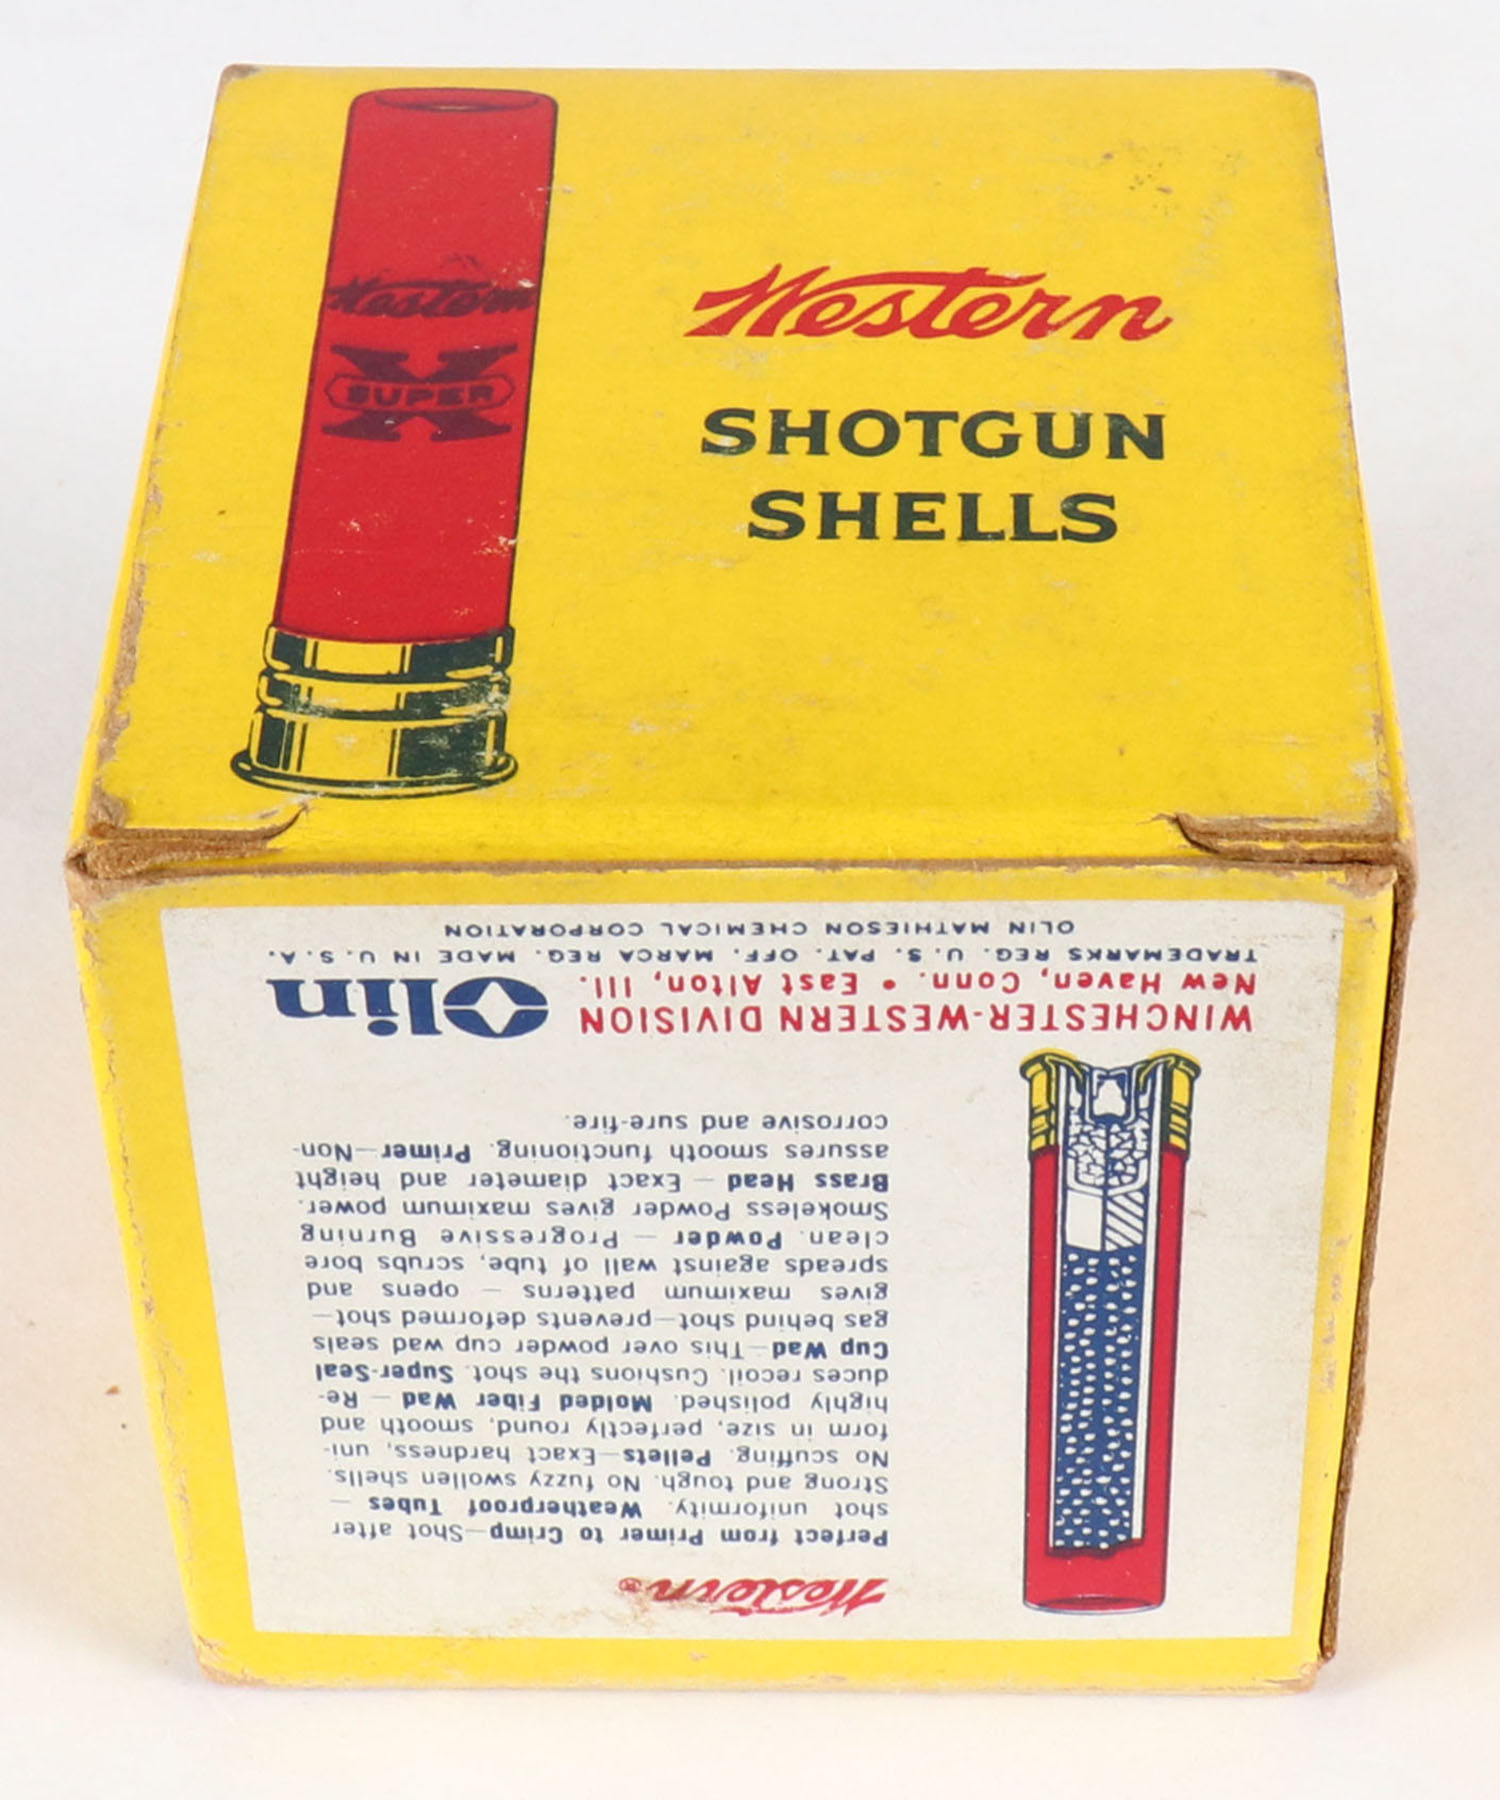 Western
SUPER X
Western
SHOTGUN
SHELLS
Western®
Perfect from Primer to Crimp—Shot after
shot uniformity. Weatherproof Tubes —
Strong and tough. No fuzzy swollen shells.
No scuffing. Pellets—Exact hardness, uni-
form in size, perfectly round, smooth and
highly polished. Molded Fiber Wad — Re-
duces recoil. Cushions the shot. Super-Seal
Cup Wad—This over powder cup wad seals
gas behind shot—prevents deformed shot—
gives maximum patterns — opens and
spreads against wall of tube, scrubs bore
clean. Powder — Progressive Burning
Smokeless Powder gives maximum power.
Brass Head — Exact diameter and height
assures smooth functioning. Primer—Non-
corrosive and sure-fire.
WINCHESTER-WESTERN DIVISION
New Haven, Conn. • East Alton, Ill.
Olin
TRADEMARKS REG. U. S. PAT. OFF. MARCA REG. MADE IN U. S. A.
OLIN MATHIESON CHEMICAL CORPORATION